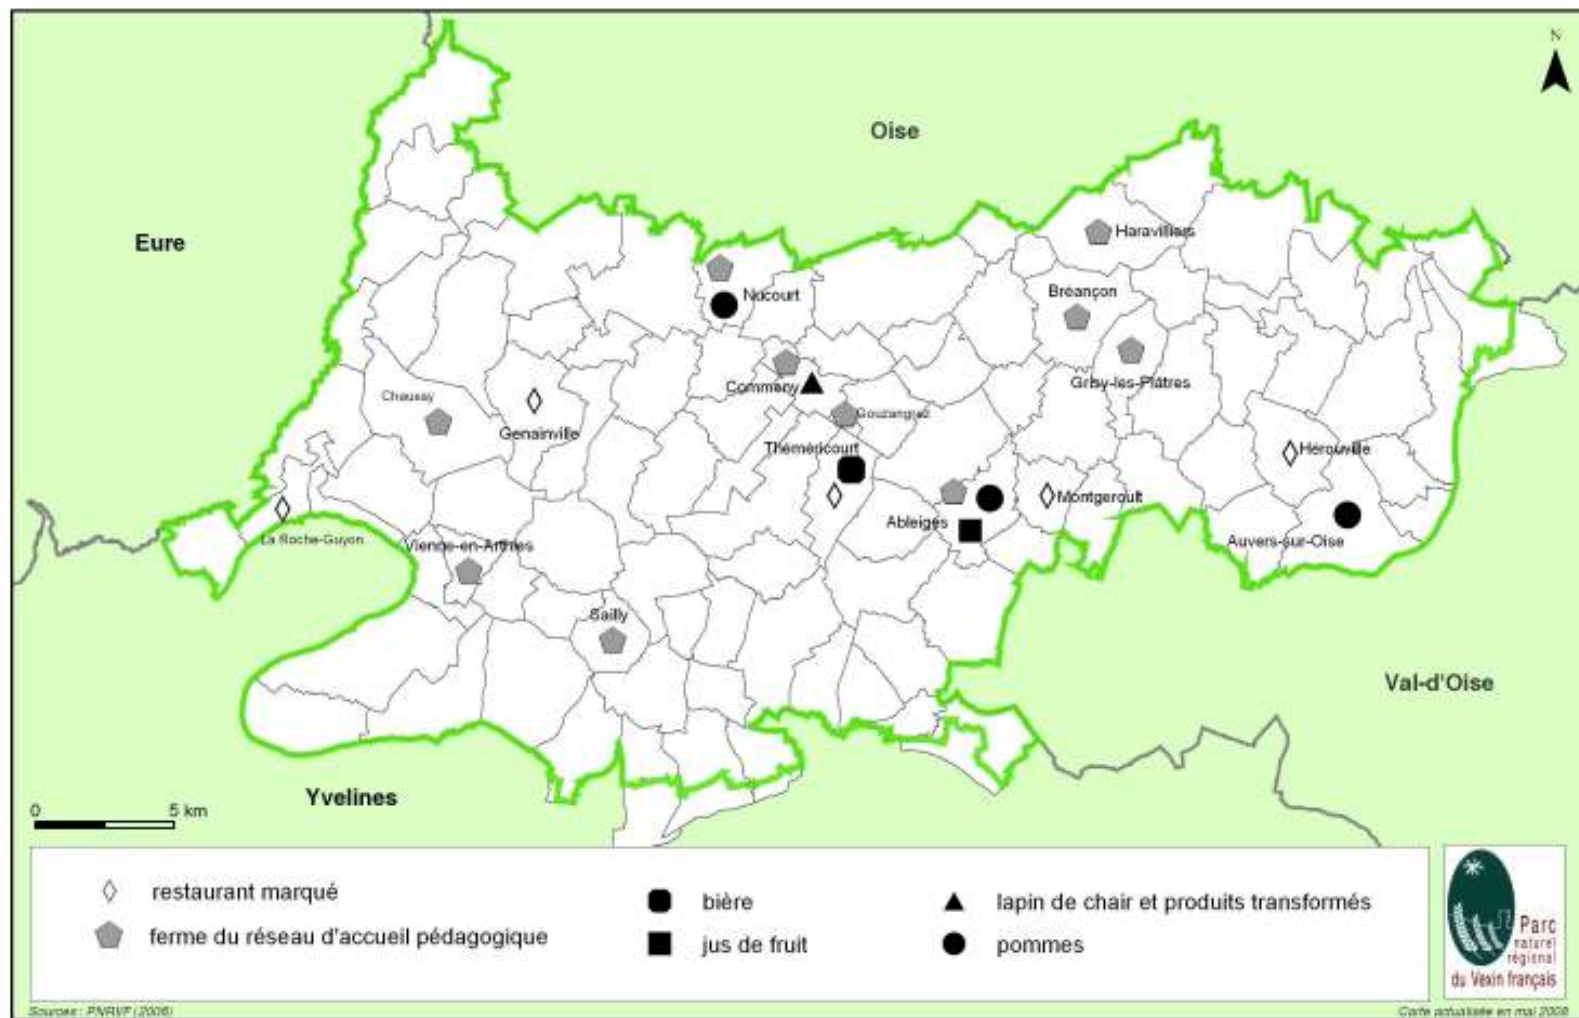 N
Oise
Eure
Haravilliers
Nucourt
Bréançon
Commeny
Grisy-les-Plâtres
Chaussy
Gouzangrez
Genainville
Théméricourt
Hérouville
Montgeroult
Ableiges
La Roche-Guyon
Vienne-en-Arthies
Auvers-sur-Oise
Sailly
Val-d'Oise
Yvelines
0 5 km
restaurant marqué
ferme du réseau d'accueil pédagogique
bière
jus de fruit
lapin de chair et produits transformés
pommes
Parc
naturel
régional
du Vexin français
Sources : PNRVF (2006)
Carte actualisée en mai 2008